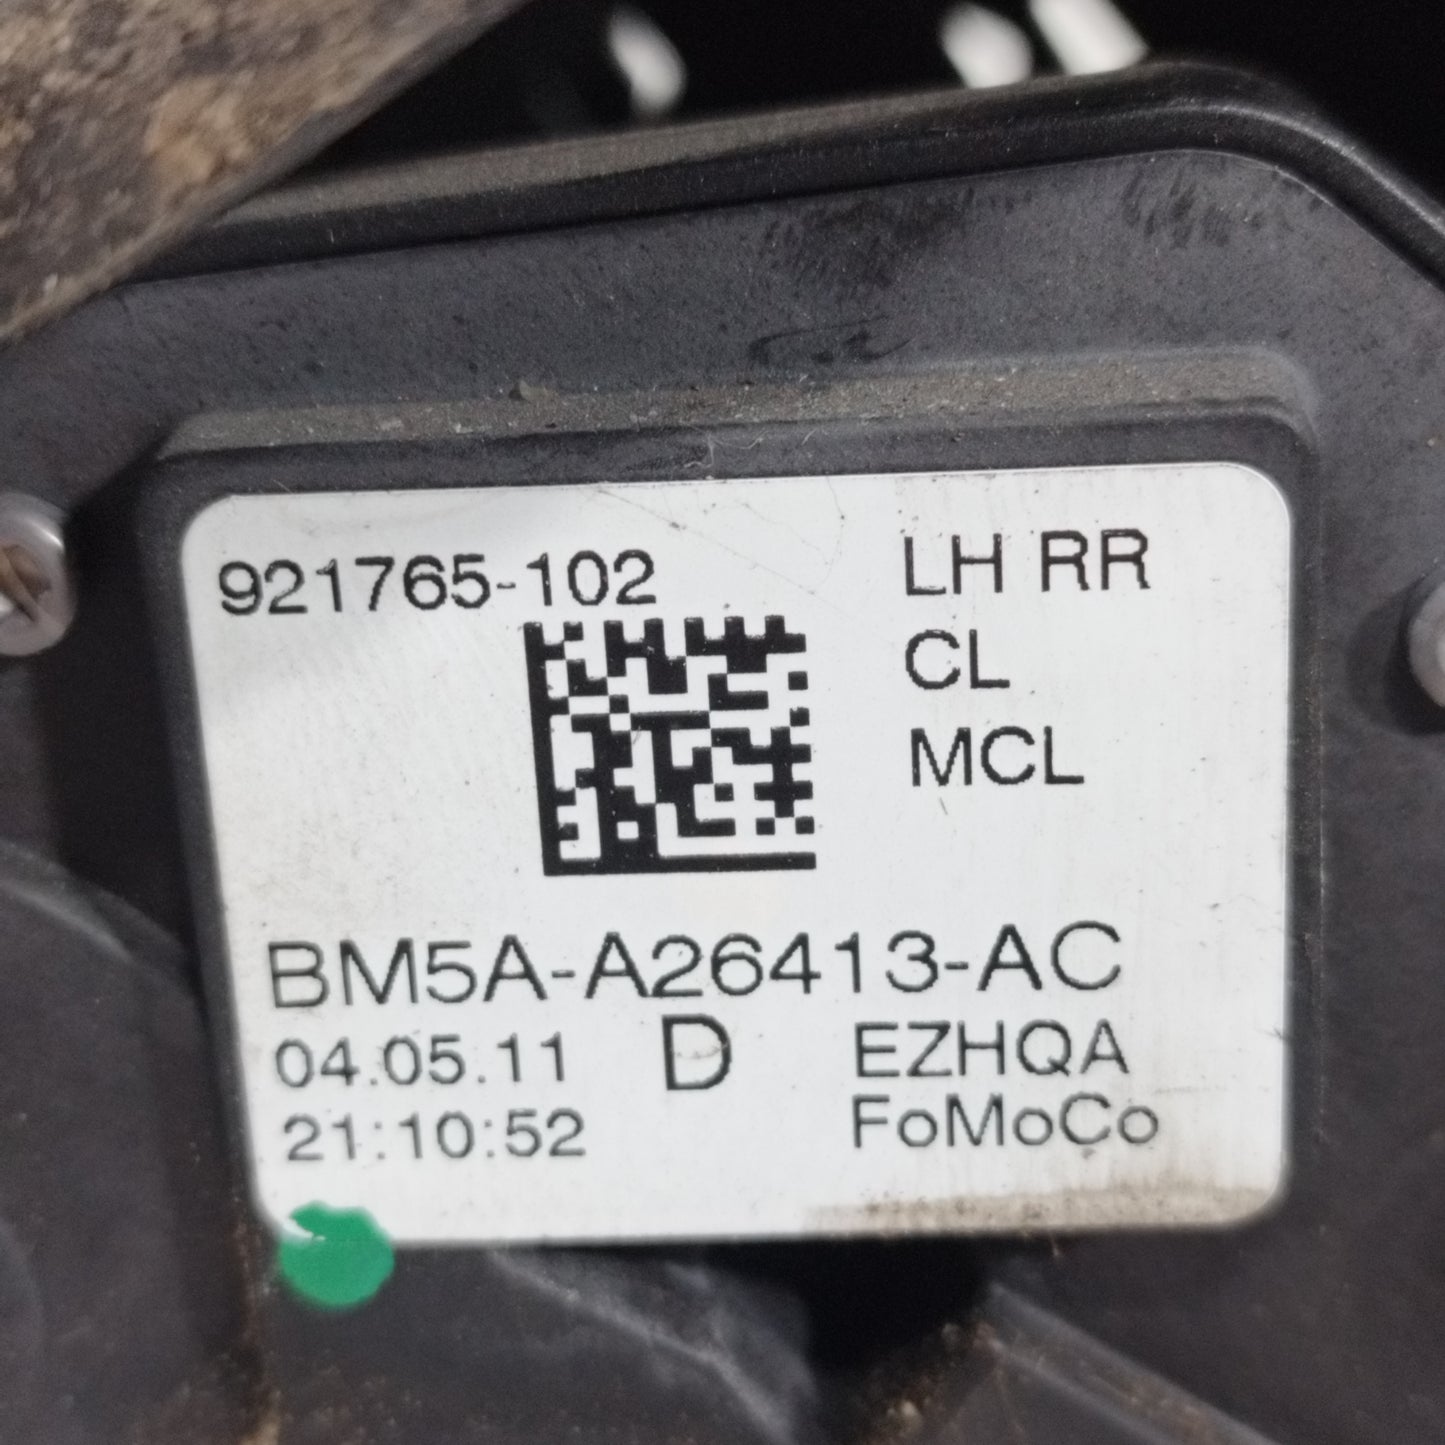 921765-102 LH RR
CL
MCL
BM5A-A26413-AC
04.05.11 D EZHQA
21:10:52 FoMoCo